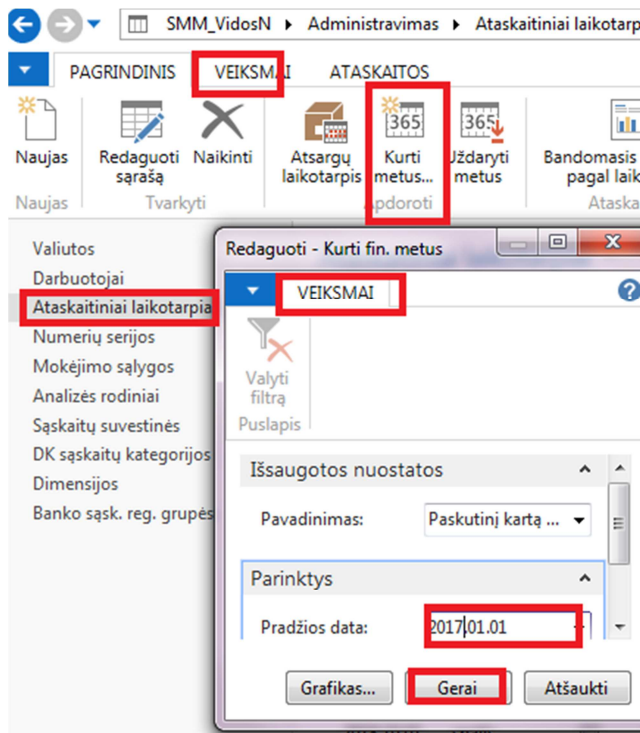 SMM_VidosN ▸ Administravimas ▸ Ataskaitiniai laikotarp
PAGRINDINIS VEIKSMAI ATASKAITOS
365 365
Naujas Redaguoti sąrašą Naikinti Atsargų laikotarpis Kurti metus... Uždaryti metus Bandomasis pagal laik
Naujas Tvarkyti Apdoroti Ataska
Valiutos
Darbuotojai
Ataskaitiniai laikotarpia
Numerių serijos
Mokėjimo sąlygos
Analizės rodiniai
Sąskaitų suvestinės
DK sąskaitų kategorijos
Dimensijos
Banko sąsk. reg. grupės
Redaguoti - Kurti fin. metus
VEIKSMAI
Valyti
filtrą
Puslapis
Išsaugotos nuostatos
Pavadinimas: Paskutinį kartą ...
Parinktys
Pradžios data: 2017.01.01
Grafikas... Gerai Atšaukti